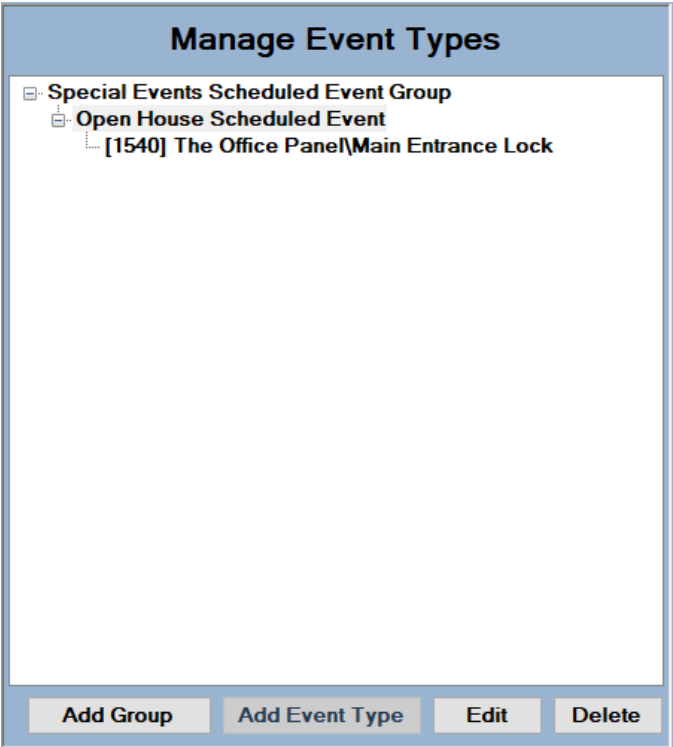 Manage Event Types
Special Events Scheduled Event Group
Open House Scheduled Event
[1540] The Office Panel\Main Entrance Lock
Add Group Add Event Type Edit Delete